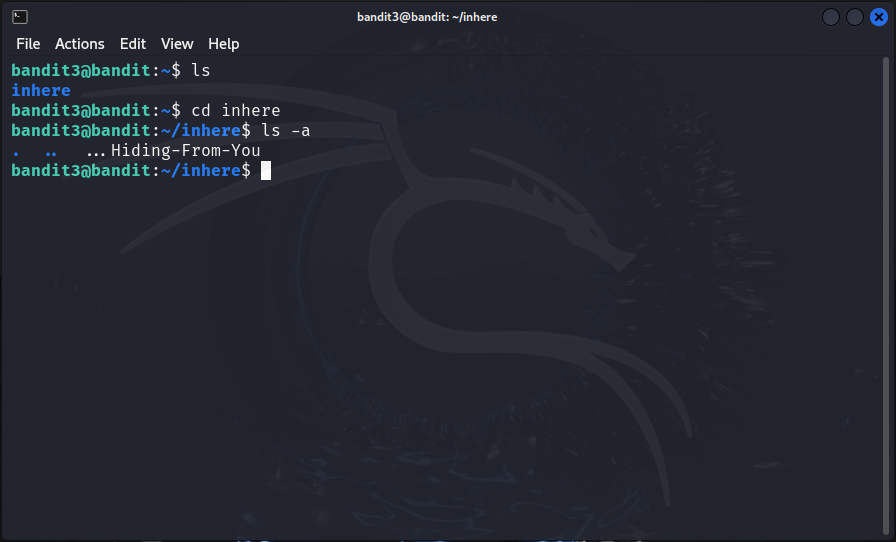 bandit3@bandit: ~/inhere
File Actions Edit View Help
bandit3@bandit:~$ ls
inhere
bandit3@bandit:~$ cd inhere
bandit3@bandit:~/inhere$ ls -a
. .. ...Hiding-From-You
bandit3@bandit:~/inhere$